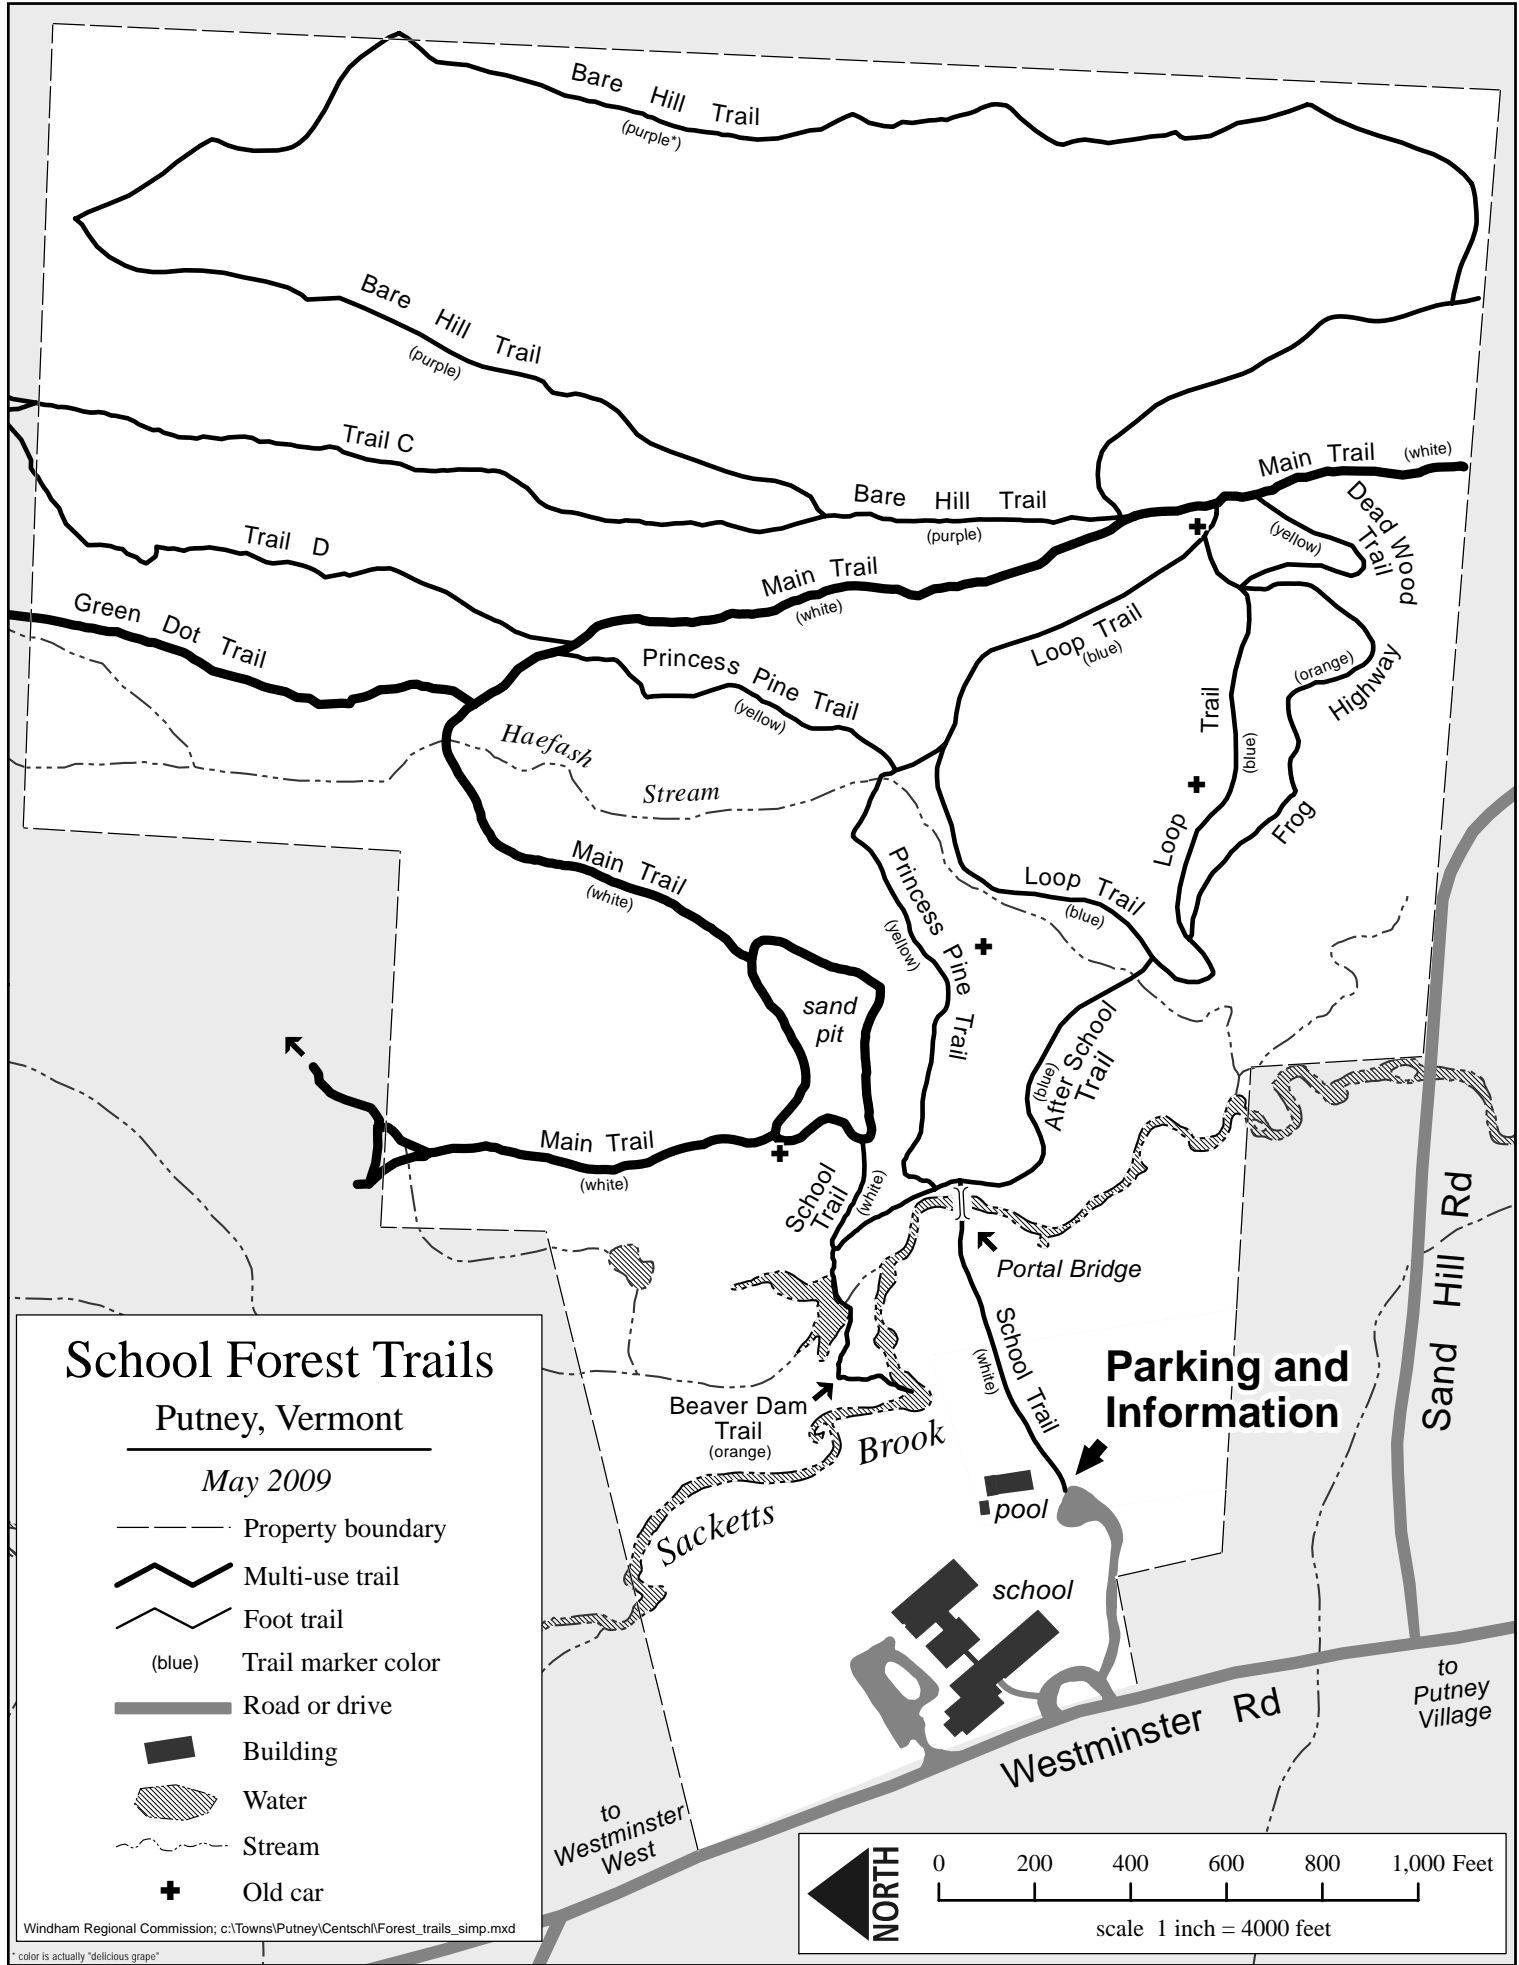 Bare Hill Trail
(purple*)
Bare Hill Trail
(purple)
Trail C
Bare Hill Trail
(purple)
Main Trail (white)
Dead Wood
Trail
(yellow)
Trail D
Main Trail
(white)
Green Dot Trail
Loop Trail
(blue)
Princess Pine Trail
(yellow)
(orange)
Frog Highway
Loop Trail
(blue)
Haefash Stream
Main Trail
(white)
Princess Pine Trail
(yellow)
Loop Trail
(blue)
sand
pit
After School
Trail
(blue)
Main Trail
(white)
School
Trail
(white)
Portal Bridge
School Trail
(white)
Sand Hill Rd
Parking and
Information
Beaver Dam
Trail
(orange)
Sacketts Brook
pool
school
Westminster Rd
to
Putney
Village
to
Westminster
West
School Forest Trails
Putney, Vermont
May 2009
Property boundary
Multi-use trail
Foot trail
(blue) Trail marker color
Road or drive
Building
Water
Stream
Old car
Windham Regional Commission; c:\Towns\Putney\Centschl\Forest_trails_simp.mxd
* color is actually "delicious grape"
NORTH
0 200 400 600 800 1,000 Feet
scale 1 inch = 4000 feet